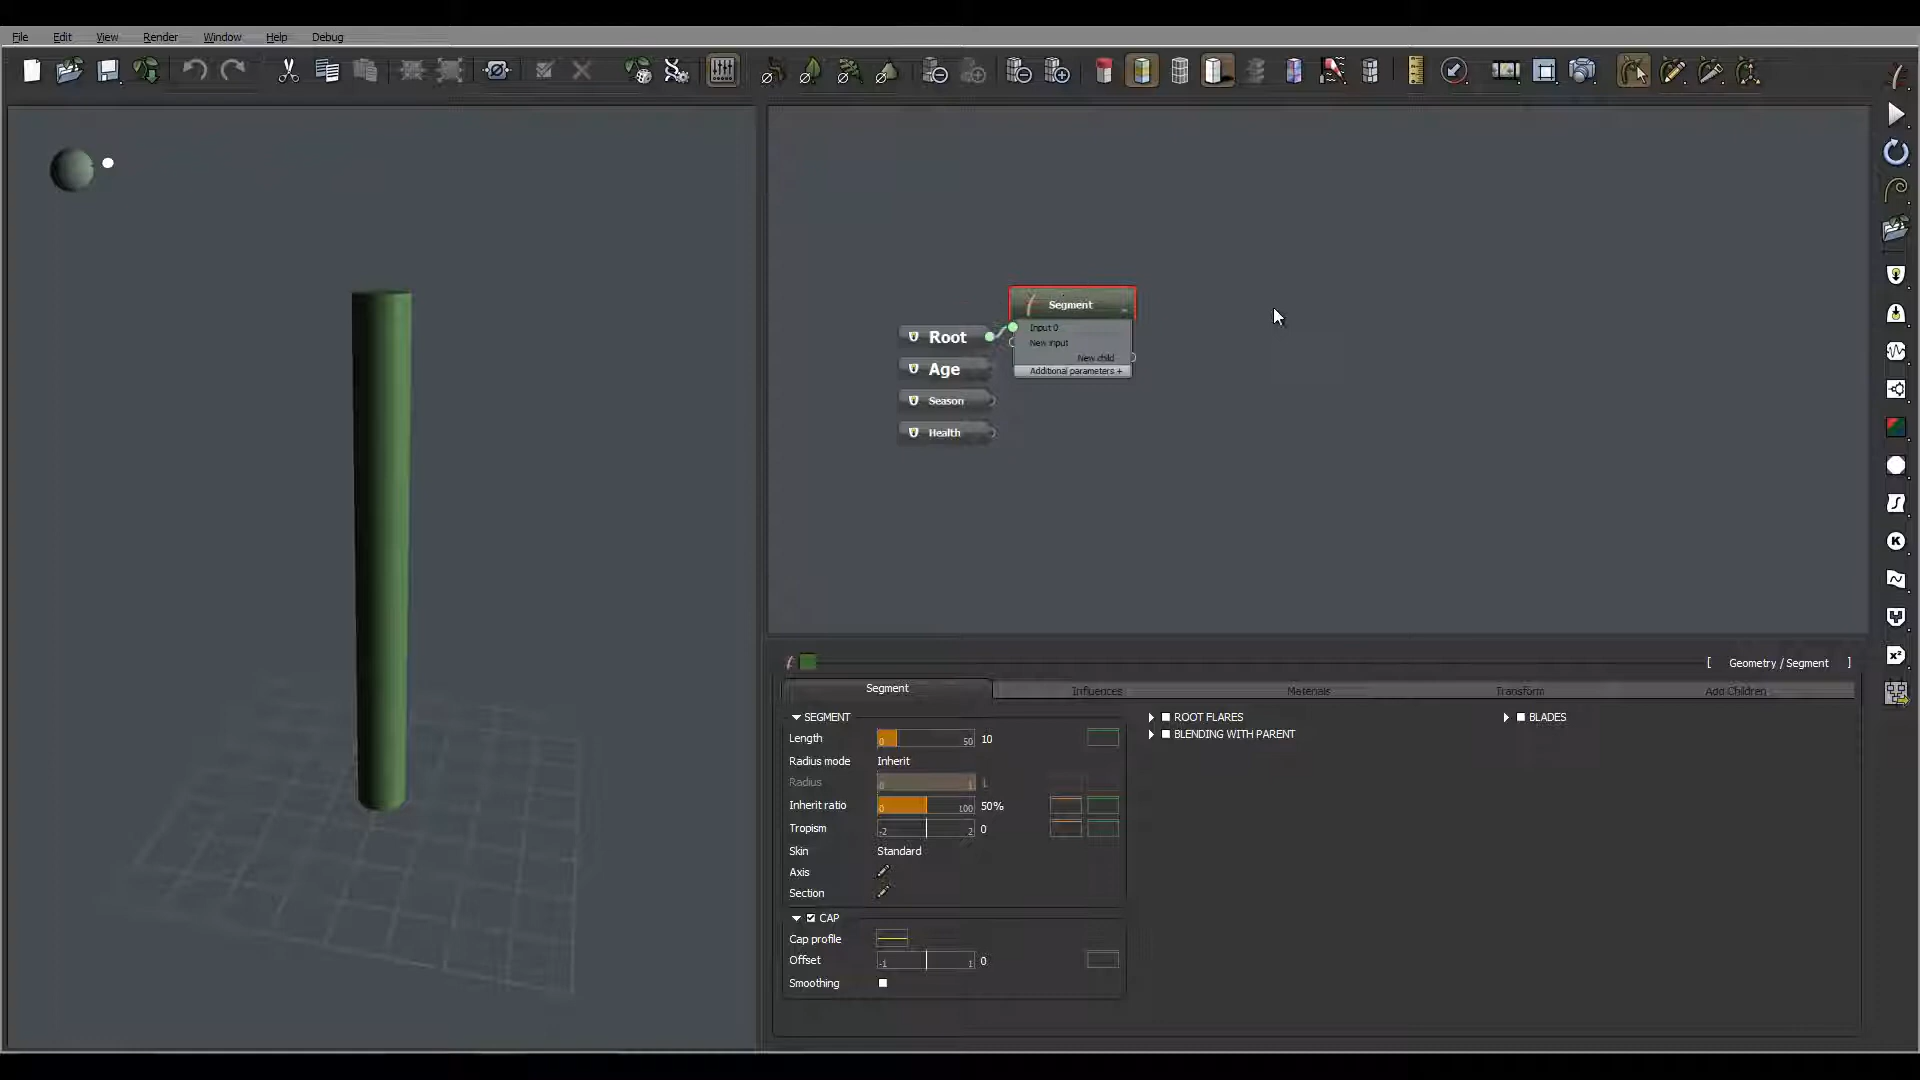 File Edit View Render Window Help Debug
Segment
Input 0
Root
New input
New child
Age
Additional parameters +
Season
Health
[ Geometry / Segment ]
Segment Influences Materials Transform Add Children
SEGMENT ROOT FLARES BLADES
Length 0 50 10 BLENDING WITH PARENT
Radius mode Inherit
Radius 0 1
Inherit ratio 0 100 50%
Tropism -2 2 0
Skin Standard
Axis
Section
CAP
Cap profile
Offset -1 1 0
Smoothing
K
x²